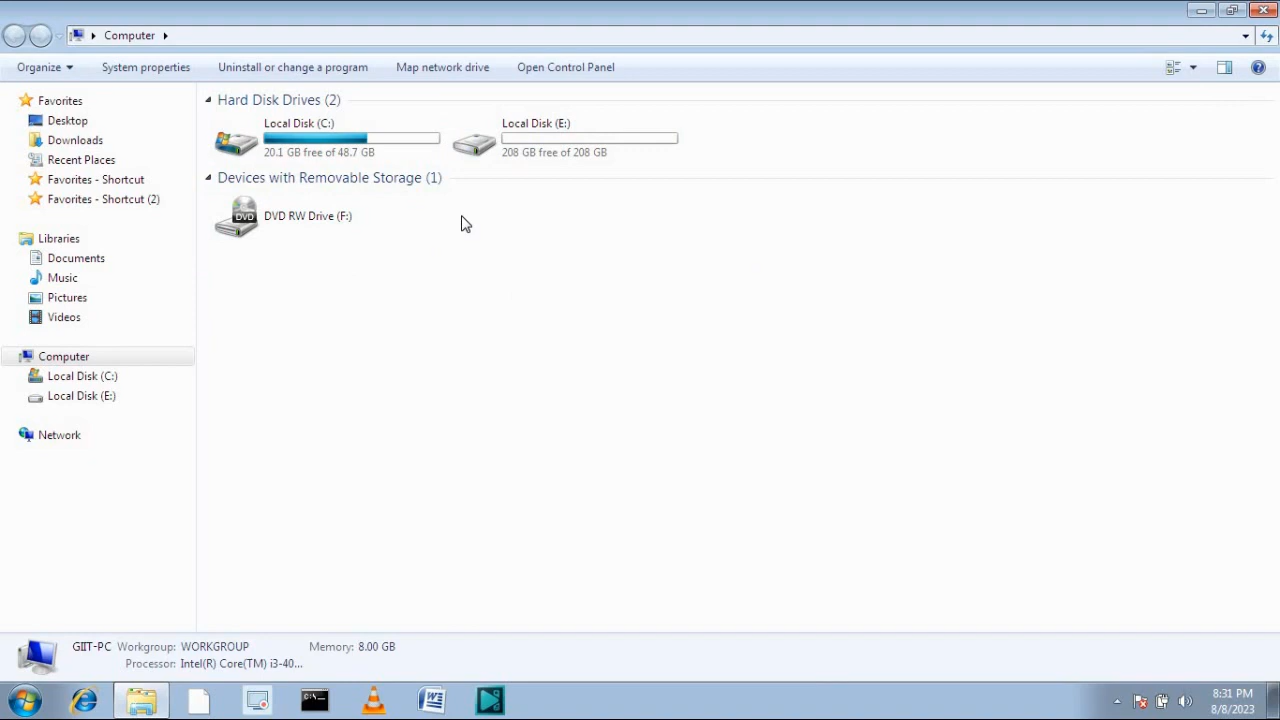 Computer
Organize System properties Uninstall or change a program Map network drive Open Control Panel
Favorites
Desktop
Downloads
Recent Places
Favorites - Shortcut
Favorites - Shortcut (2)
Libraries
Documents
Music
Pictures
Videos
Computer
Local Disk (C:)
Local Disk (E:)
Network
Hard Disk Drives (2)
Local Disk (C:)
20.1 GB free of 48.7 GB
Local Disk (E:)
208 GB free of 208 GB
Devices with Removable Storage (1)
DVD
DVD RW Drive (F:)
GIIT-PC Workgroup: WORKGROUP Memory: 8.00 GB
Processor: Intel(R) Core(TM) i3-40...
8:31 PM
8/8/2023